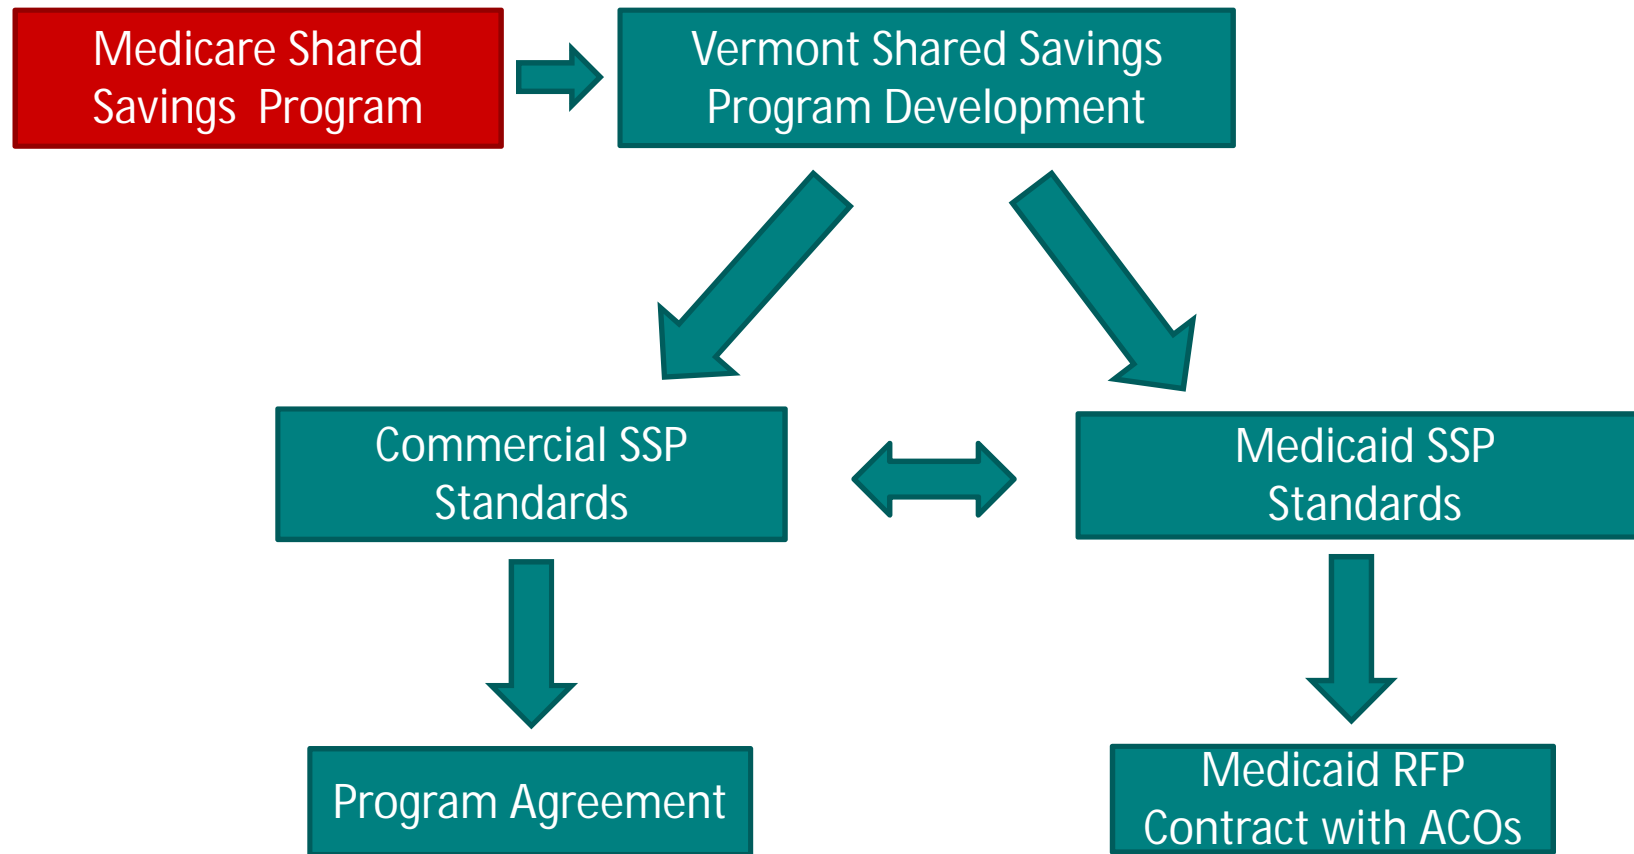 Medicare Shared
Savings Program
Vermont Shared Savings
Program Development
Commercial SSP
Standards
Medicaid SSP
Standards
Program Agreement
Medicaid RFP
Contract with ACOs